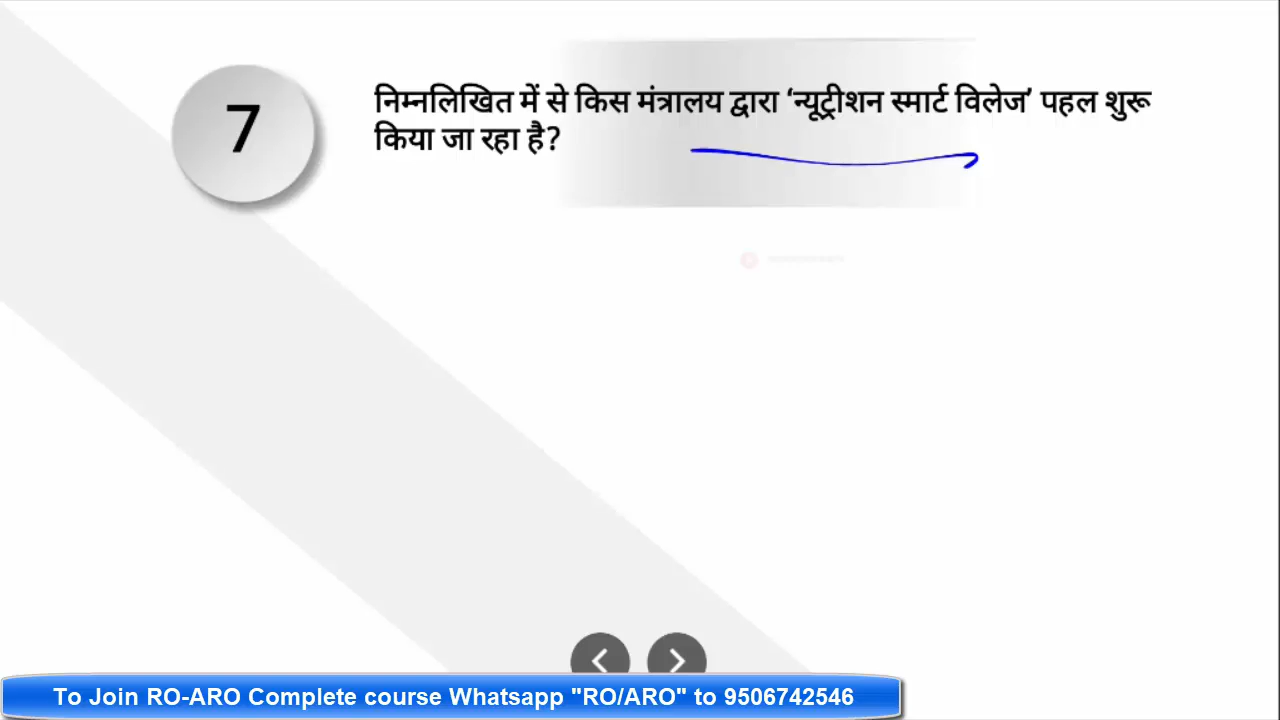 7
निम्नलिखित में से किस मंत्रालय द्वारा ‘न्यूट्रीशन स्मार्ट विलेज’ पहल शुरू
किया जा रहा है?
To Join RO-ARO Complete course Whatsapp "RO/ARO" to 9506742546